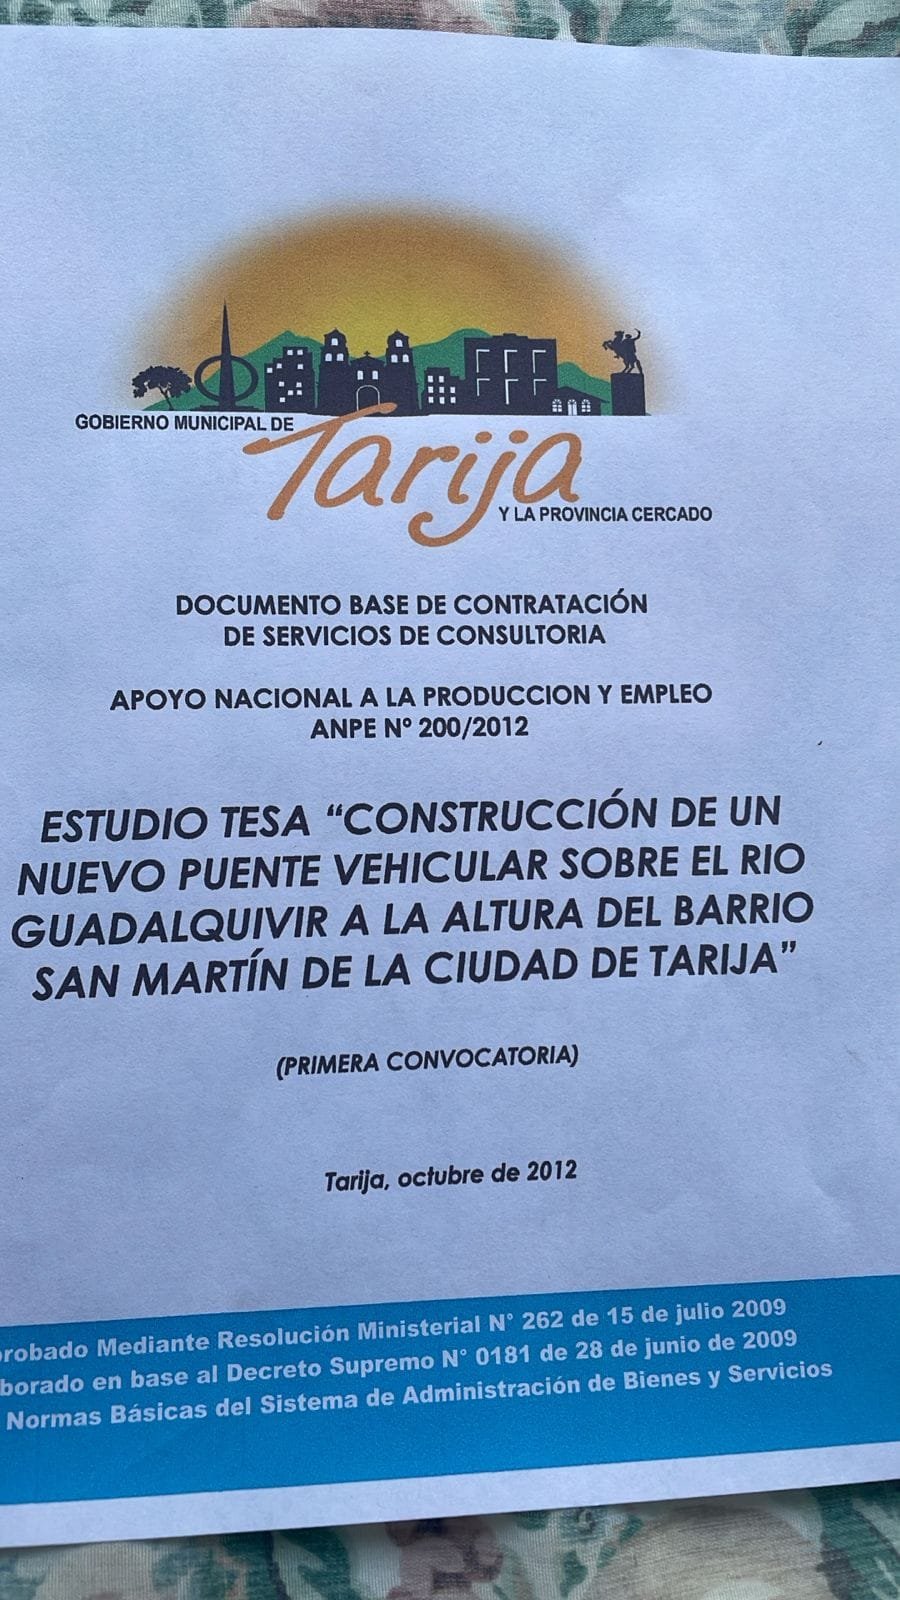 GOBIERNO MUNICIPAL DE
Tarija
Y LA PROVINCIA CERCADO
DOCUMENTO BASE DE CONTRATACIÓN
DE SERVICIOS DE CONSULTORIA
APOYO NACIONAL A LA PRODUCCION Y EMPLEO
ANPE Nº 200/2012
ESTUDIO TESA “CONSTRUCCIÓN DE UN
NUEVO PUENTE VEHICULAR SOBRE EL RIO
GUADALQUIVIR A LA ALTURA DEL BARRIO
SAN MARTÍN DE LA CIUDAD DE TARIJA”
(PRIMERA CONVOCATORIA)
Tarija, octubre de 2012
robado Mediante Resolución Ministerial N° 262 de 15 de julio 2009
borado en base al Decreto Supremo N° 0181 de 28 de junio de 2009
Normas Básicas del Sistema de Administración de Bienes y Servicios